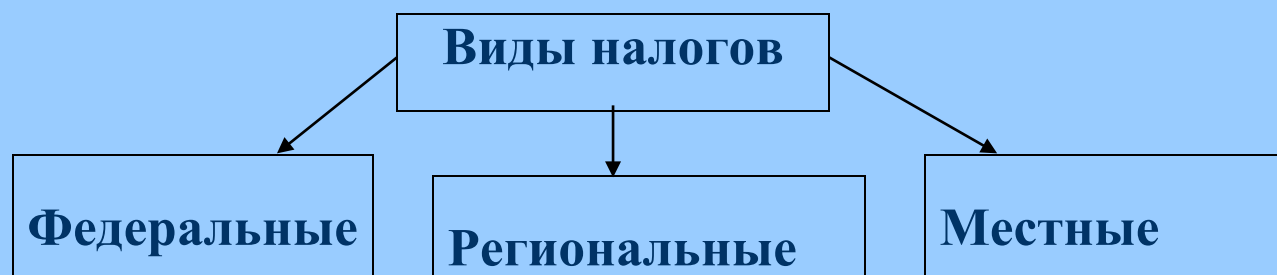 Виды налогов
Федеральные
Региональные
Местные